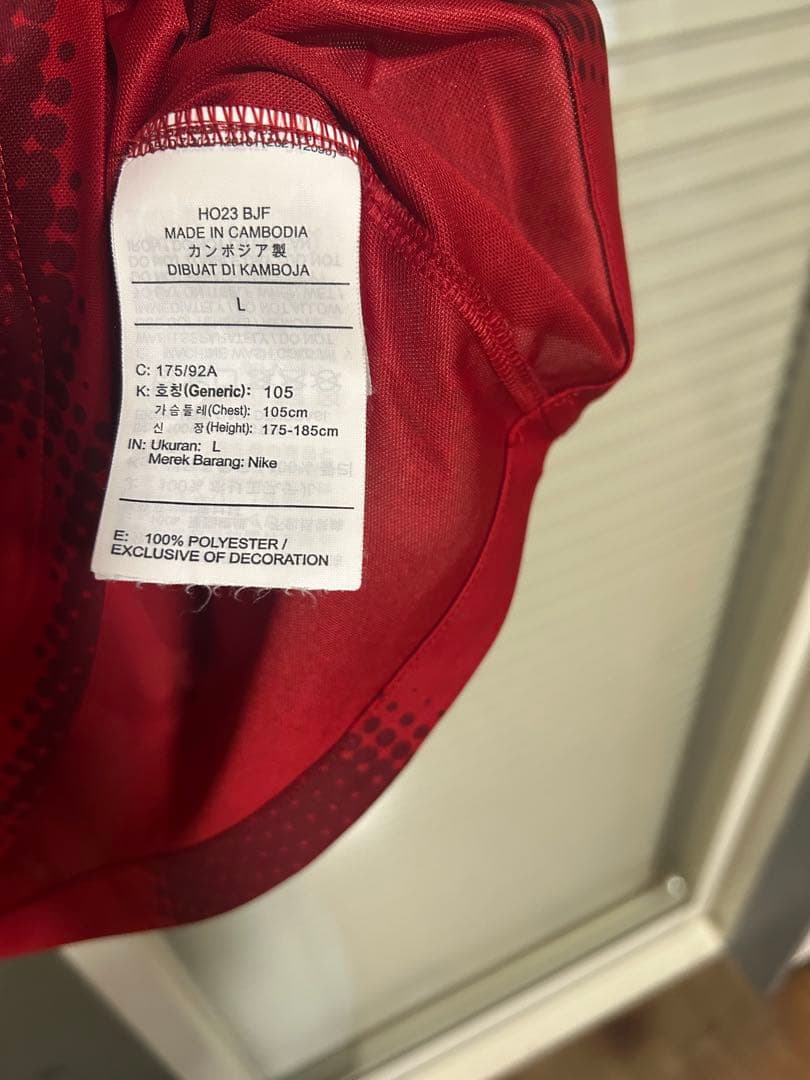 HO23 BJF
MADE IN CAMBODIA
カンボジア製
DIBUAT DI KAMBOJA
L
C: 175/92A
K: 호칭(Generic): 105
가슴둘레(Chest): 105cm
신 장(Height): 175-185cm
IN: Ukuran: L
Merek Barang: Nike
E: 100% POLYESTER /
EXCLUSIVE OF DECORATION